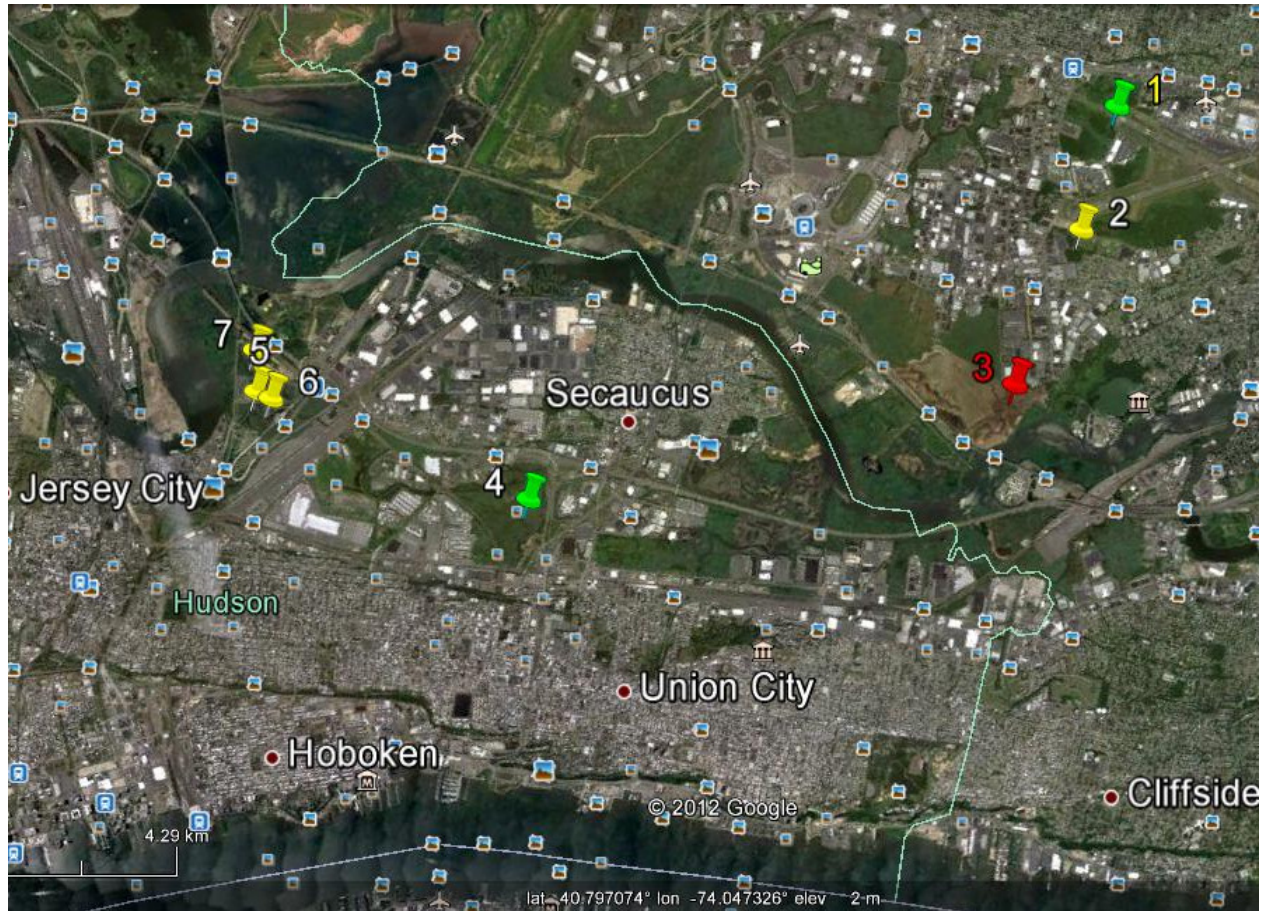 1
2
7
5
6
3
Secaucus
4
Jersey City
Hudson
Union City
Hoboken
Cliffside
© 2012 Google
4.29 km
lat 40.797074° lon -74.047326° elev 2 m